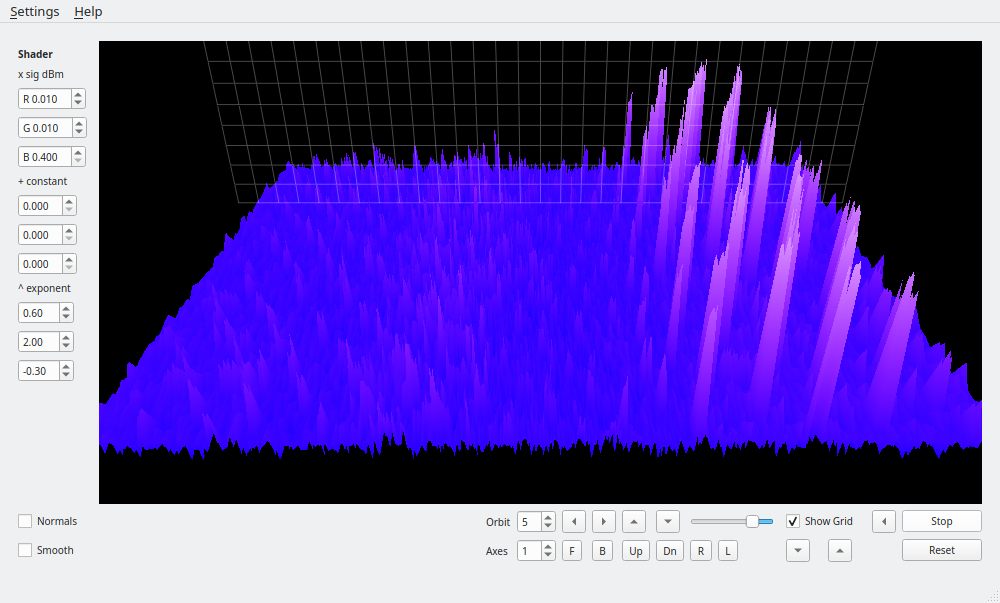 Settings Help
Shader
x sig dBm
R 0.010
G 0.010
B 0.400
+ constant
0.000
0.000
0.000
^ exponent
0.60
2.00
-0.30
Normals
Smooth
Orbit 5 Show Grid Stop
Axes 1 F B Up Dn R L Reset